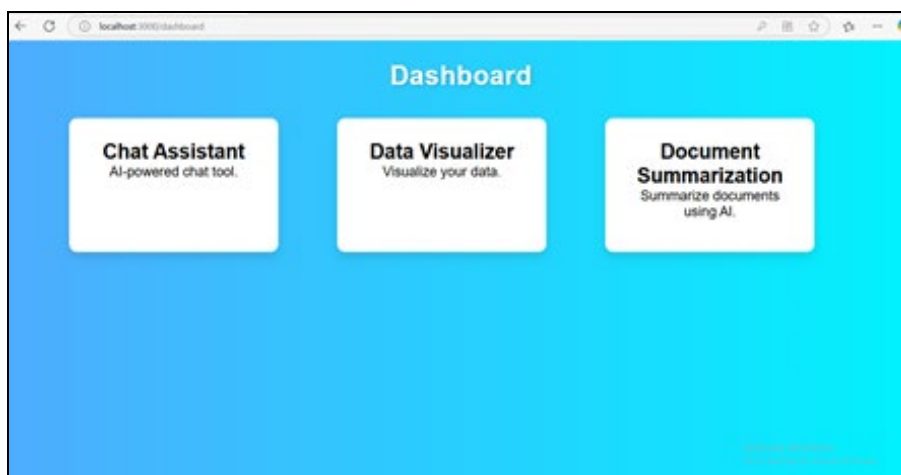 localhost:3000/dashboard
Dashboard
Chat Assistant
AI-powered chat tool.
Data Visualizer
Visualize your data.
Document
Summarization
Summarize documents
using AI.